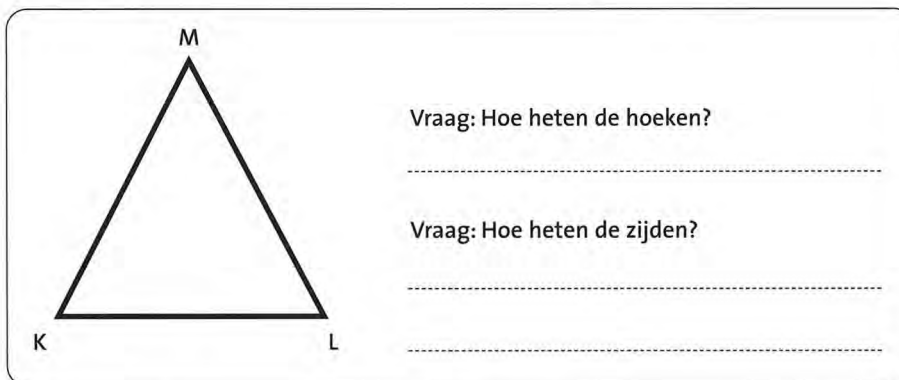 M
Vraag: Hoe heten de hoeken?
Vraag: Hoe heten de zijden?
K L